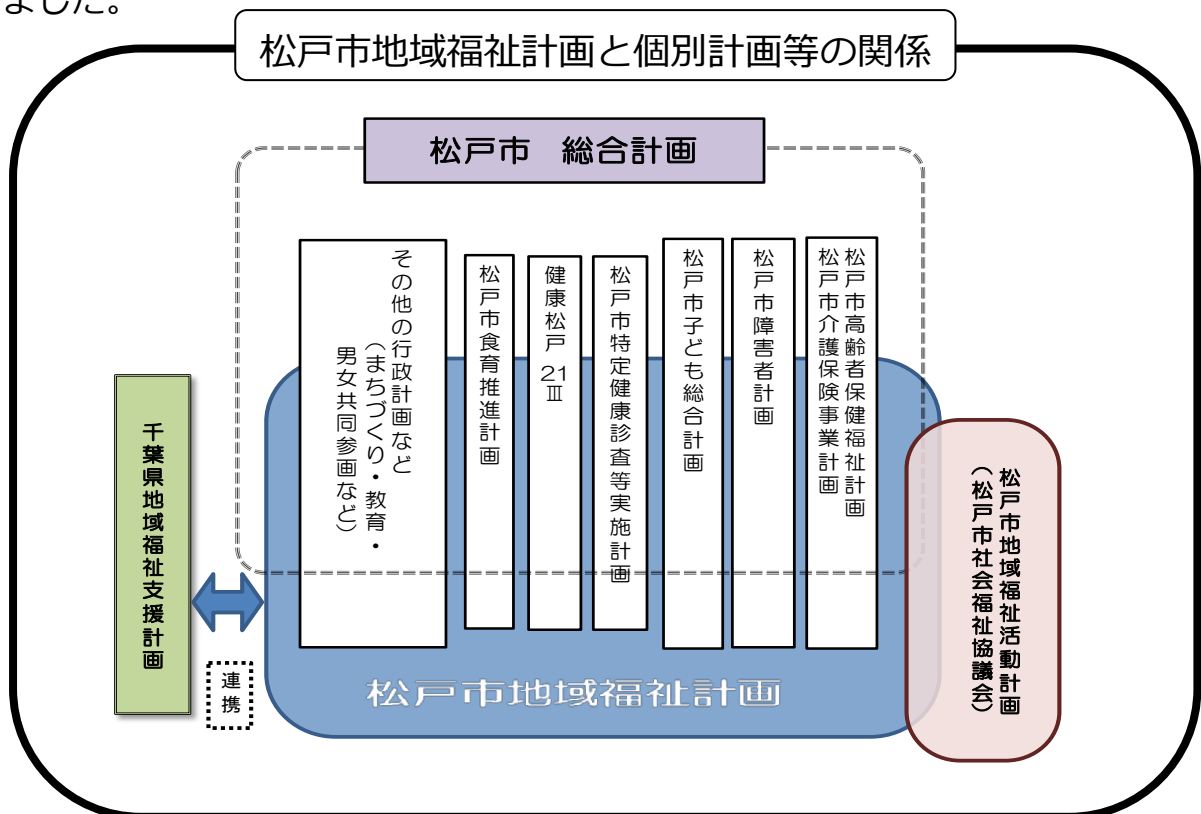 ました。
松戸市地域福祉計画と個別計画等の関係
松戸市　総合計画
その他の行政計画など
（まちづくり・教育・
男女共同参画など）
松戸市食育推進計画
健康松戸21Ⅲ
松戸市特定健康診査等実施計画
松戸市子ども総合計画
松戸市障害者計画
松戸市高齢者保健福祉計画
松戸市介護保険事業計画
千葉県地域福祉支援計画
連携
松戸市地域福祉計画
松戸市地域福祉活動計画
（松戸市社会福祉協議会）